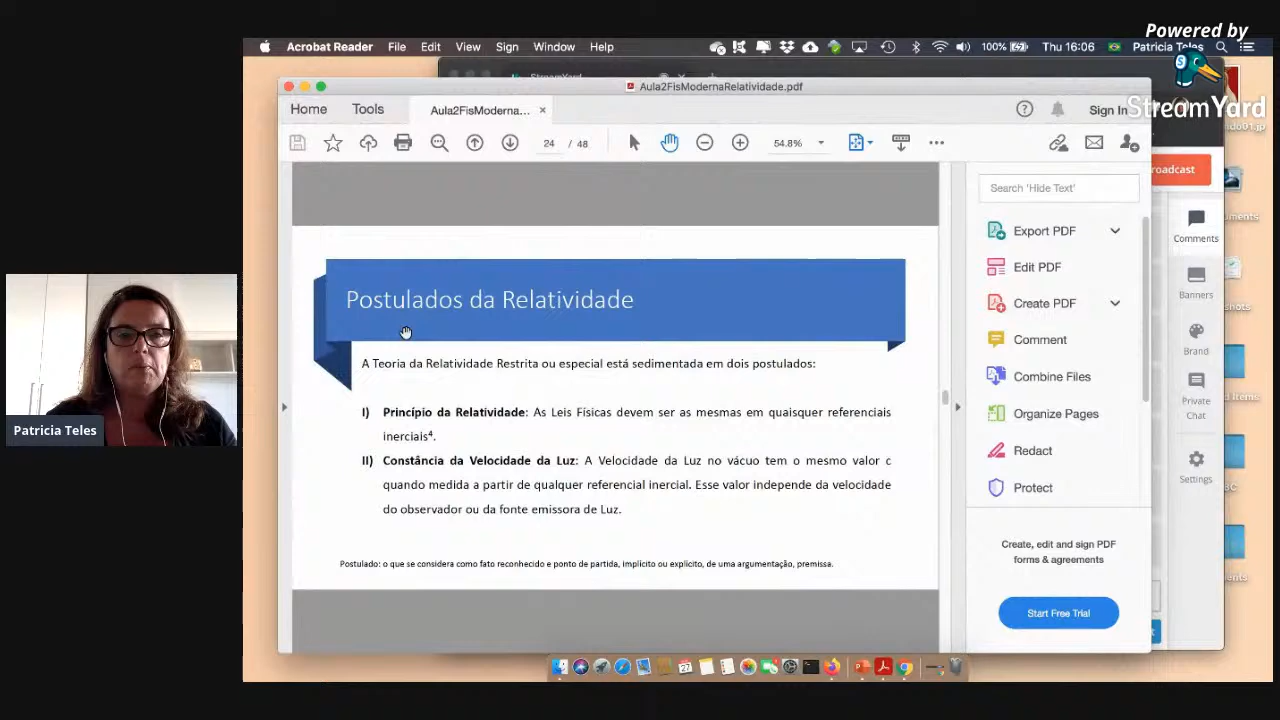 Powered by
StreamYard
Acrobat Reader File Edit View Sign Window Help
100% Thu 16:06 Patricia Teles
StreamYard
Aula2FisModernaRelatividade.pdf
Home Tools Aula2FisModerna... × Sign In
24 / 48 54.8%
roadcast
Search 'Hide Text'
Export PDF
Edit PDF
Create PDF
Comment
Combine Files
Organize Pages
Redact
Protect
Create, edit and sign PDF
forms & agreements
Start Free Trial
Postulados da Relatividade
A Teoria da Relatividade Restrita ou especial está sedimentada em dois postulados:
I) Princípio da Relatividade: As Leis Físicas devem ser as mesmas em quaisquer referenciais
inerciais⁴.
II) Constância da Velocidade da Luz: A Velocidade da Luz no vácuo tem o mesmo valor c
quando medida a partir de qualquer referencial inercial. Esse valor independe da velocidade
do observador ou da fonte emissora de Luz.
Postulado: o que se considera como fato reconhecido e ponto de partida, implícito ou explícito, de uma argumentação, premissa.
Comments
Banners
Brand
Private
Chat
Settings
Patricia Teles